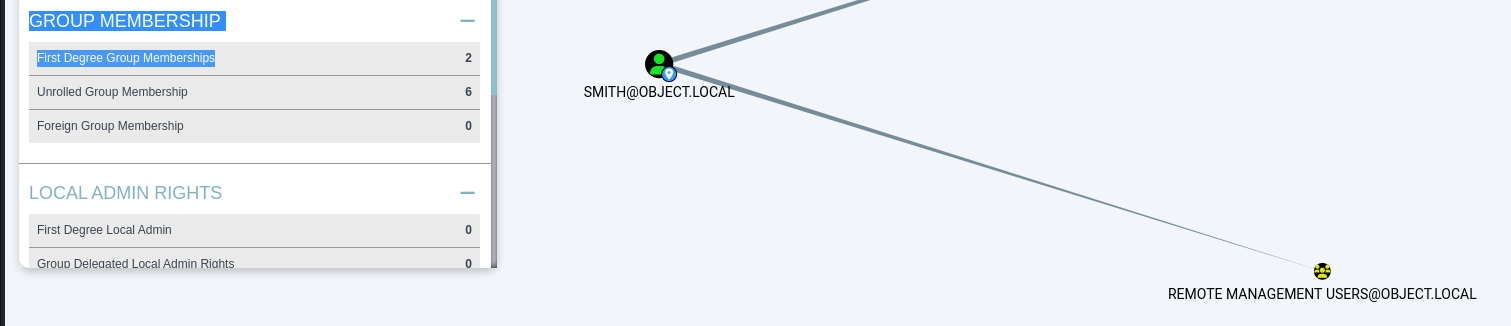 GROUP MEMBERSHIP
First Degree Group Memberships 2
Unrolled Group Membership 6
Foreign Group Membership 0
LOCAL ADMIN RIGHTS
First Degree Local Admin 0
Group Delegated Local Admin Rights 0
SMITH@OBJECT.LOCAL
REMOTE MANAGEMENT USERS@OBJECT.LOCAL